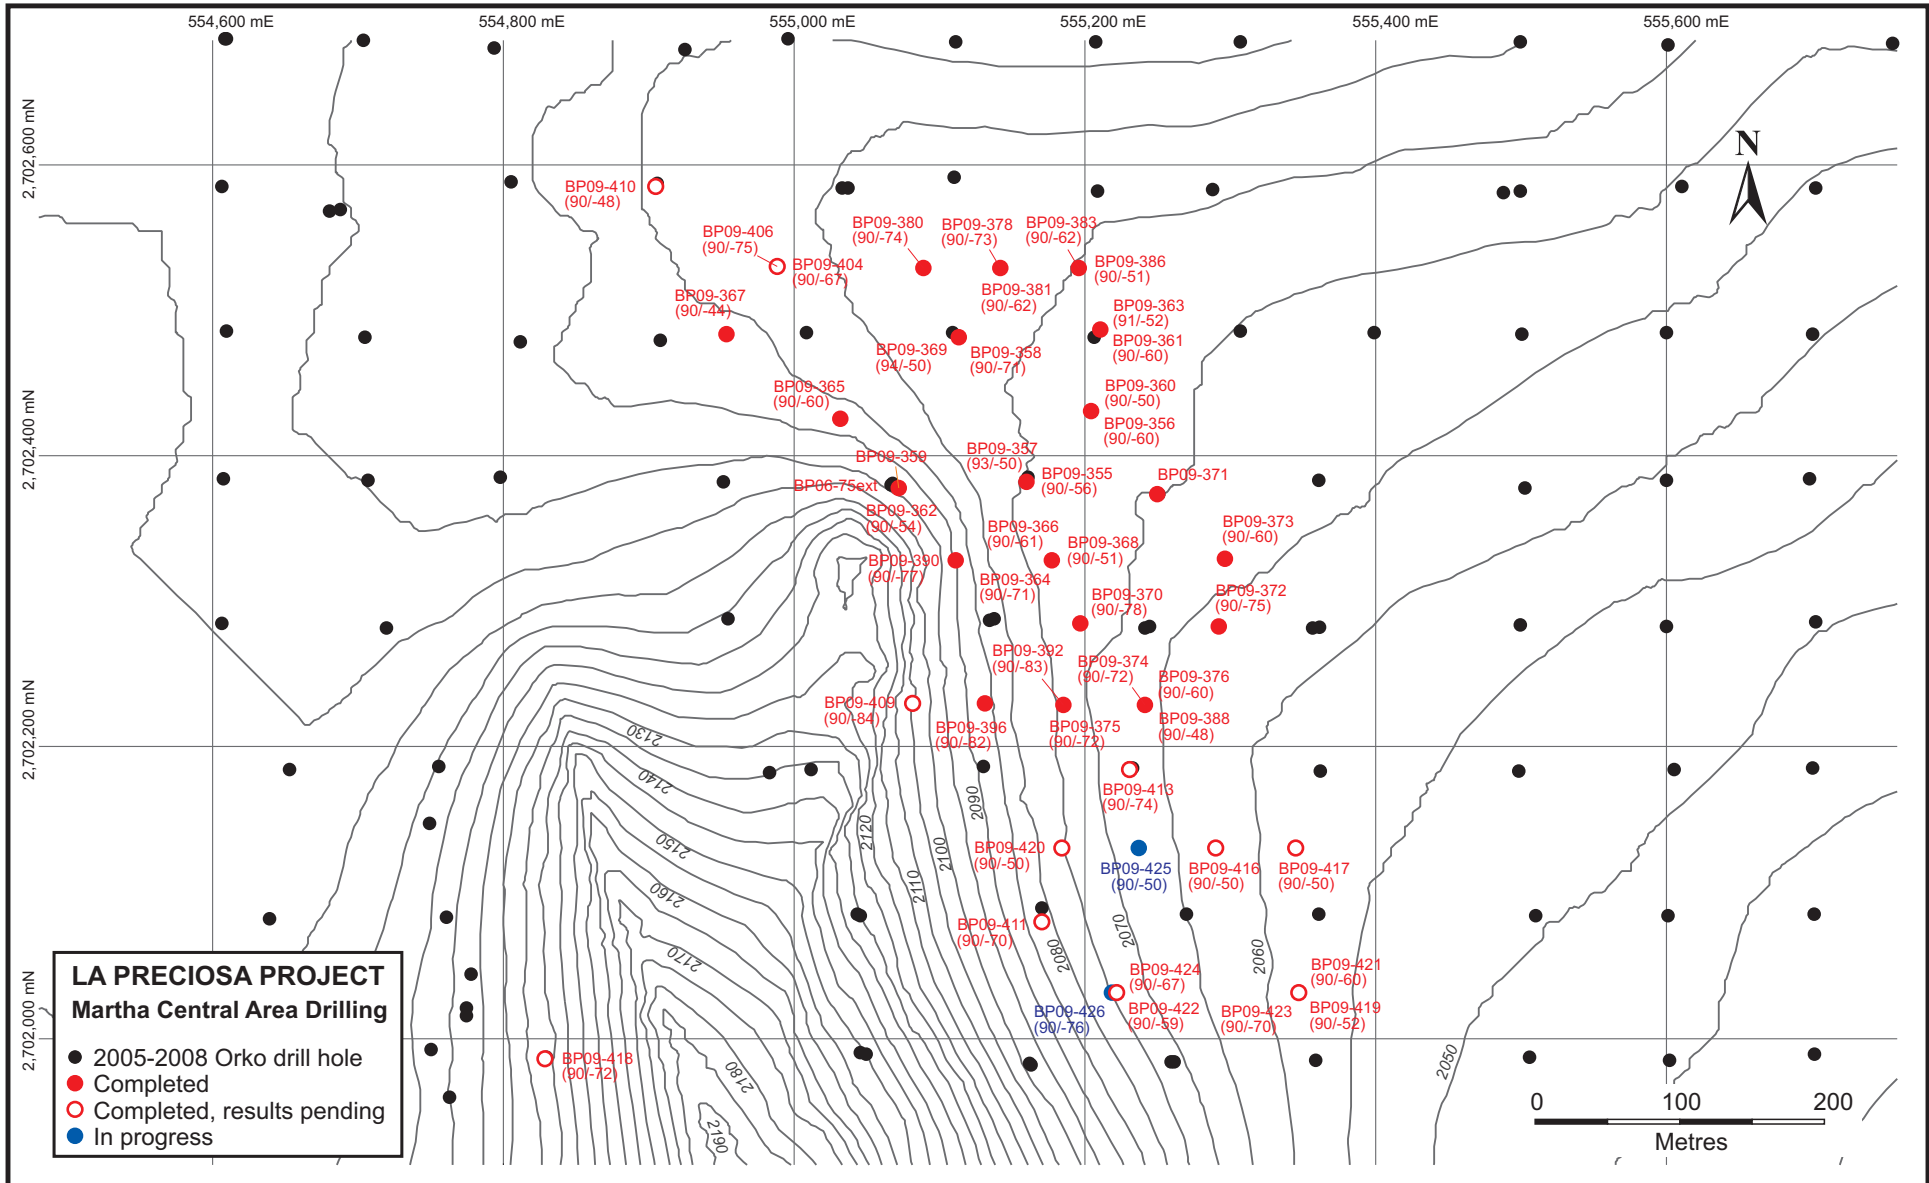 554,600 mE
554,800 mE
555,000 mE
555,200 mE
555,400 mE
555,600 mE
2,702,600 mN
2,702,400 mN
2,702,200 mN
2,702,000 mN
N
BP09-410
(90/-48)
BP09-406
(90/-75)
BP09-404
(90/-67)
BP09-380
(90/-74)
BP09-378
(90/-73)
BP09-383
(90/-62)
BP09-386
(90/-51)
BP09-381
(90/-62)
BP09-367
(90/-44)
BP09-363
(91/-52)
BP09-361
(90/-60)
BP09-369
(94/-50)
BP09-358
(90/-71)
BP09-365
(90/-60)
BP09-360
(90/-50)
BP09-356
(90/-60)
BP09-359
BP06-75ext
BP09-362
(90/-54)
BP09-357
(93/-50)
BP09-355
(90/-56)
BP09-371
BP09-366
(90/-61)
BP09-368
(90/-51)
BP09-373
(90/-60)
BP09-390
(90/-77)
BP09-364
(90/-71)
BP09-370
(90/-78)
BP09-372
(90/-75)
BP09-392
(90/-83)
BP09-374
(90/-72)
BP09-376
(90/-60)
BP09-409
(90/-84)
BP09-396
(90/-82)
BP09-375
(90/-72)
BP09-388
(90/-48)
BP09-413
(90/-74)
BP09-420
(90/-50)
BP09-425
(90/-50)
BP09-416
(90/-50)
BP09-417
(90/-50)
BP09-411
(90/-70)
BP09-424
(90/-67)
BP09-421
(90/-60)
BP09-426
(90/-76)
BP09-422
(90/-59)
BP09-423
(90/-70)
BP09-419
(90/-52)
BP09-418
(90/-72)
2130
2140
2150
2160
2170
2180
2190
2120
2110
2100
2090
2080
2070
2060
2050
LA PRECIOSA PROJECT
Martha Central Area Drilling
2005-2008 Orko drill hole
Completed
Completed, results pending
In progress
0 100 200
Metres